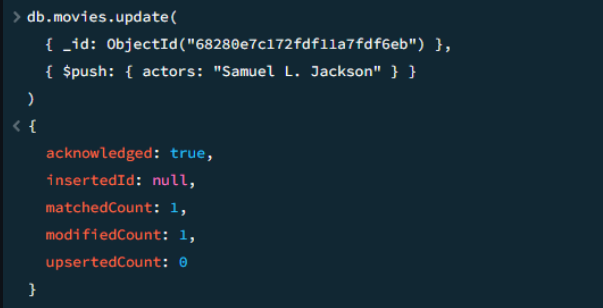 > db.movies.update(
{ _id: ObjectId("68280e7c172fdf11a7fdf6eb") },
{ $push: { actors: "Samuel L. Jackson" } }
)
< {
acknowledged: true,
insertedId: null,
matchedCount: 1,
modifiedCount: 1,
upsertedCount: 0
}